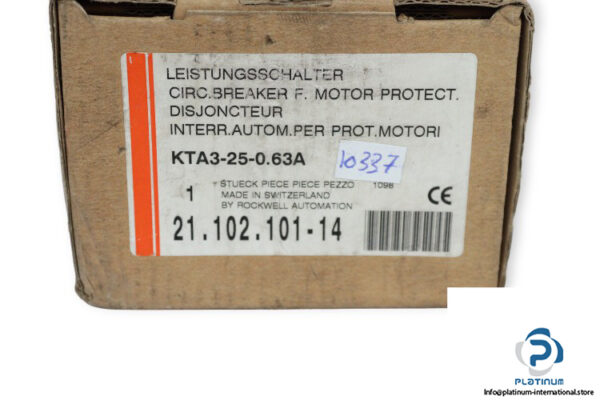 LEISTUNGSSCHALTER
CIRC.BREAKER F. MOTOR PROTECT.
DISJONCTEUR
INTERR.AUTOM.PER PROT.MOTORI
KTA3-25-0.63A
10337
1 STUECK PIECE PIECE PEZZO 1098
MADE IN SWITZERLAND
BY ROCKWELL AUTOMATION
CE
21.102.101-14
PLATINUM
Info@platinum-international.store